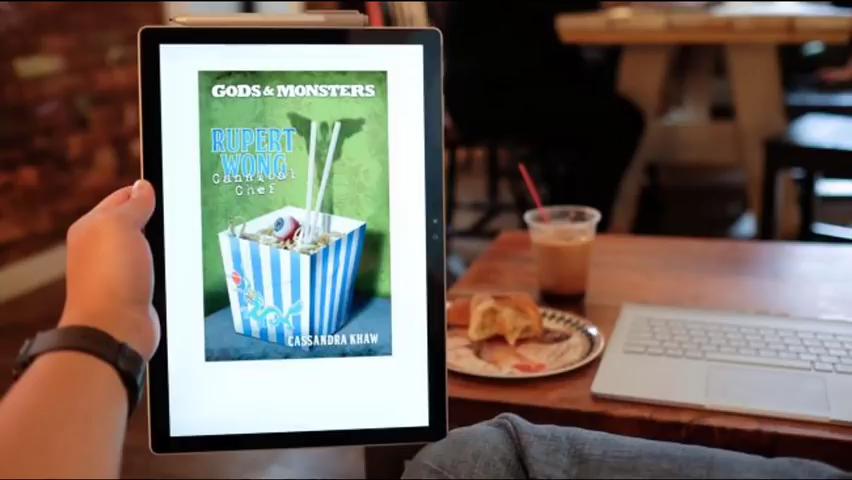 GODS & MONSTERS
RUPERT
WONG
Cannibal
Chef
CASSANDRA KHAW